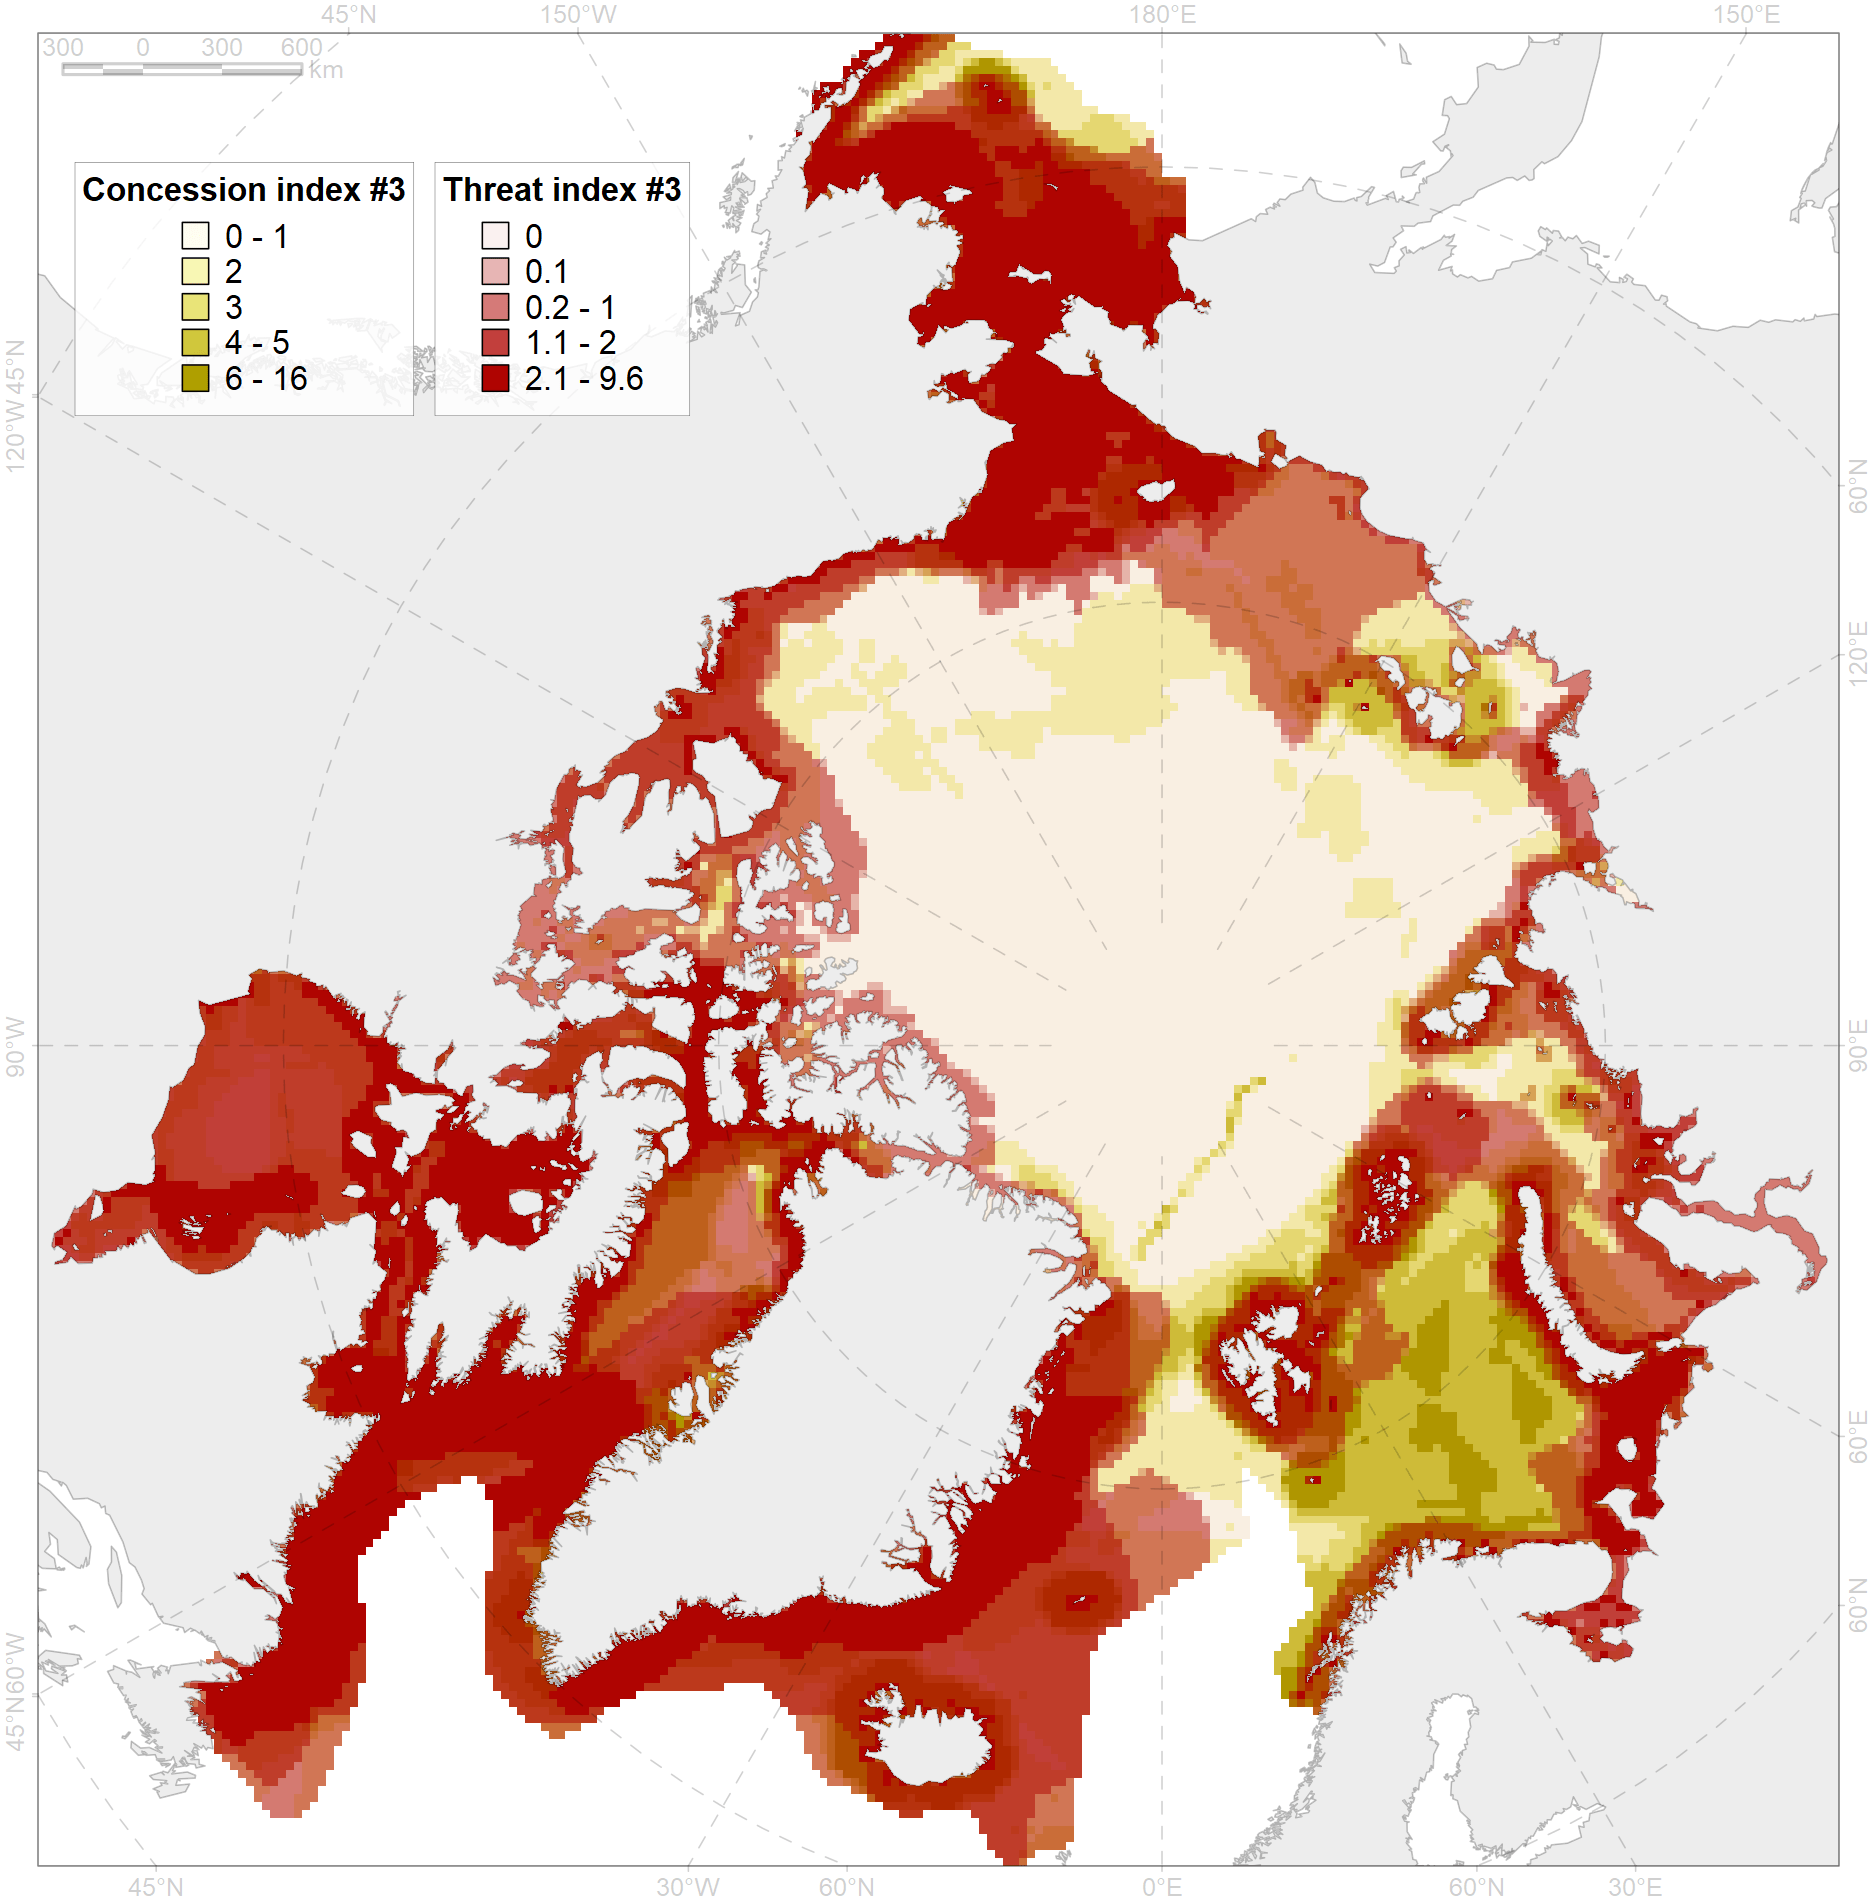 45°N 150°W 180°E 150°E
300 0 300 600
km
Concession index #3
0 - 1
2
3
4 - 5
6 - 16
Threat index #3
0
0.1
0.2 - 1
1.1 - 2
2.1 - 9.6
45°N
120°W
90°W
60°W
45°N
60°N
120°E
90°E
60°E
60°N
45°N 30°W 60°N 0°E 60°N 30°E